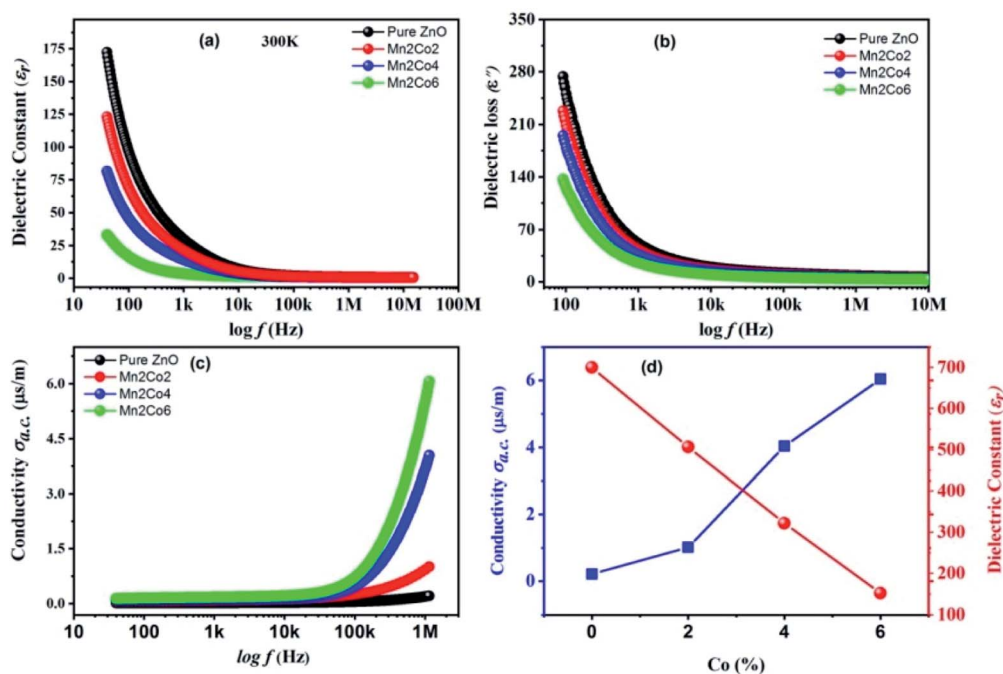 (a)
300K
Pure ZnO
Mn2Co2
Mn2Co4
Mn2Co6
Dielectric Constant (εr)
175
150
125
100
75
50
25
0
10 100 1k 10k 100k 1M 10M 100M
log f (Hz)
(b)
Pure ZnO
Mn2Co2
Mn2Co4
Mn2Co6
Dielectric loss (ε″)
350
280
210
140
70
0
100 1k 10k 100k 1M 10M
log f (Hz)
(c)
Pure ZnO
Mn2Co2
Mn2Co4
Mn2Co6
Conductivity σa.c. (μs/m)
6.0
4.5
3.0
1.5
0.0
10 100 1k 10k 100k 1M
log f (Hz)
(d)
Conductivity σa.c. (μs/m)
6
4
2
0
0 2 4 6
Co (%)
700
600
500
400
300
200
100
Dielectric Constant (εr)